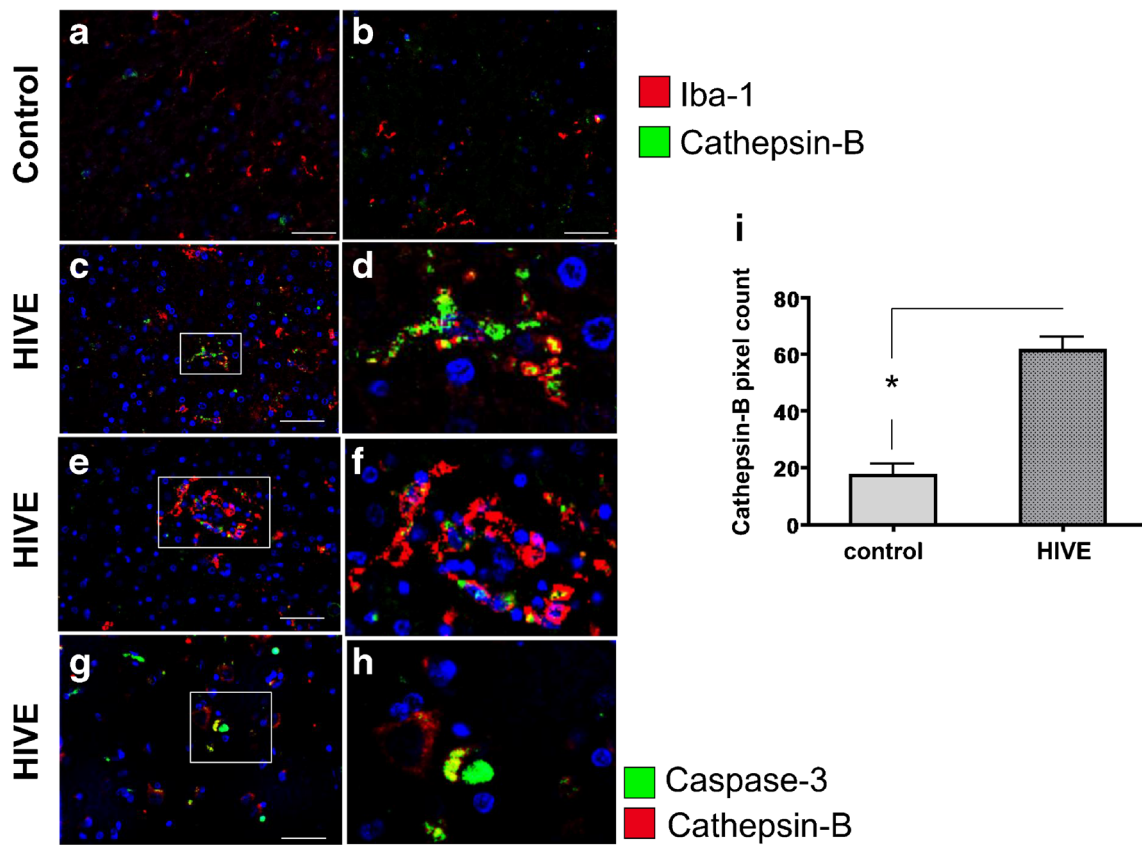 a
b
Control
Iba-1
Cathepsin-B
c
d
HIVE
e
f
HIVE
g
h
HIVE
Caspase-3
Cathepsin-B
i
Cathepsin-B pixel count
80
60
40
20
0
*
control
HIVE